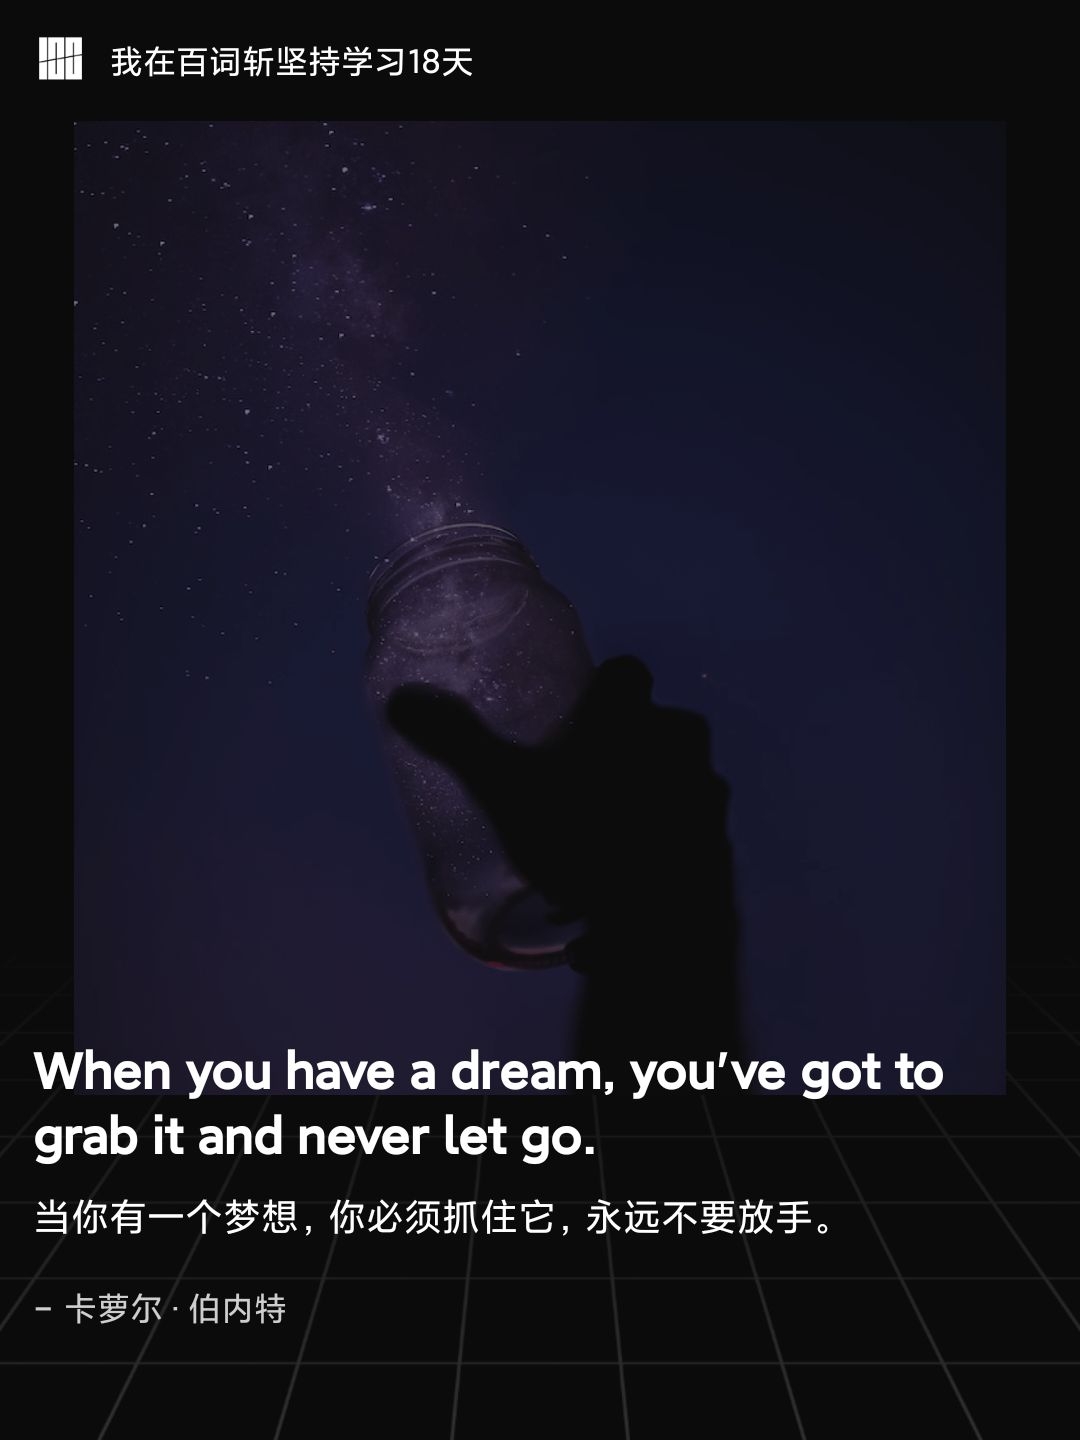 我在百词斩坚持学习18天
When you have a dream, you've got to
grab it and never let go.
当你有一个梦想，你必须抓住它，永远不要放手。
- 卡萝尔·伯内特